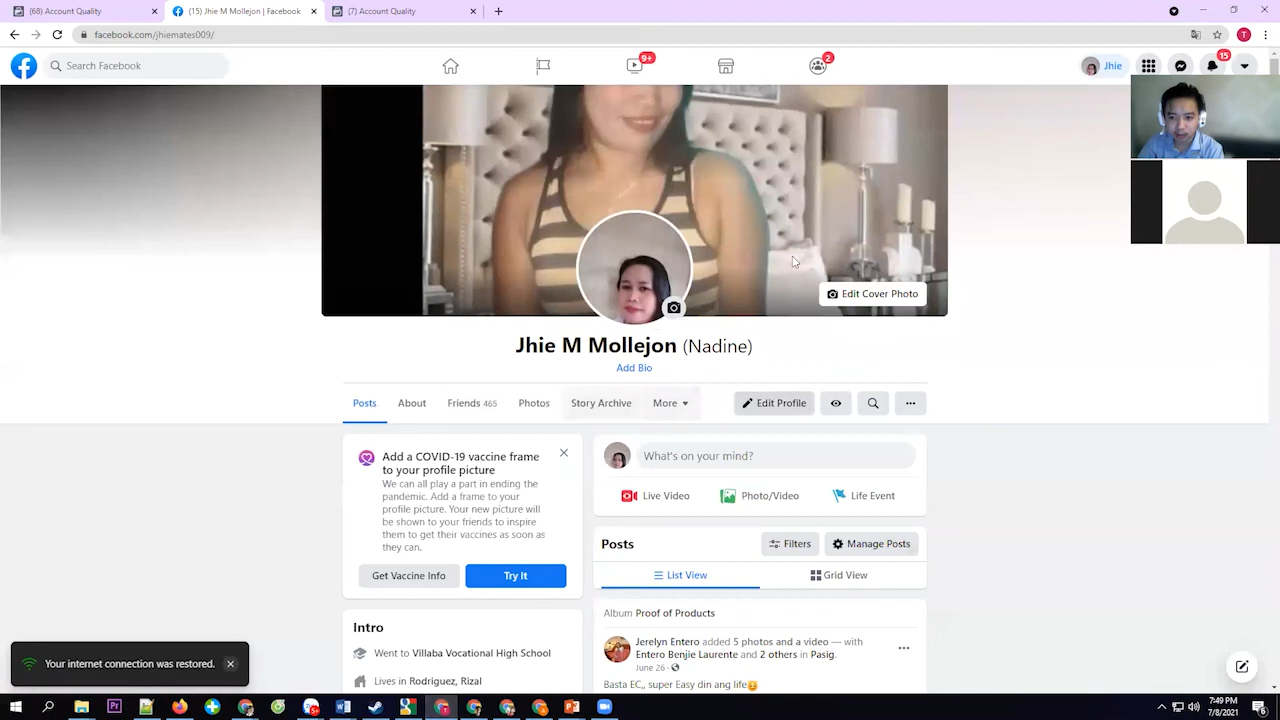 (68) Account Quality
(15) Jhie M Mollejon | Facebook
(7) Account Quality
facebook.com/jhiemates009/
T
Search Facebook
9+
2
Jhie
15
Edit Cover Photo
Jhie M Mollejon (Nadine)
Add Bio
Posts
About
Friends 465
Photos
Story Archive
More
Edit Profile
Add a COVID-19 vaccine frame
to your profile picture
We can all play a part in ending the
pandemic. Add a frame to your
profile picture. Your new picture will
be shown to your friends to inspire
them to get their vaccines as soon as
they can.
Get Vaccine Info
Try It
Intro
Went to Villaba Vocational High School
Lives in Rodriguez, Rizal
What's on your mind?
Live Video
Photo/Video
Life Event
Posts
Filters
Manage Posts
List View
Grid View
Album Proof of Products
Jerelyn Entero added 5 photos and a video — with
Entero Benjie Laurente and 2 others in Pasig.
June 26 ·
Basta EC,, super Easy din ang life😆
Your internet connection was restored.
Pr
5+
7:49 PM
7/8/2021